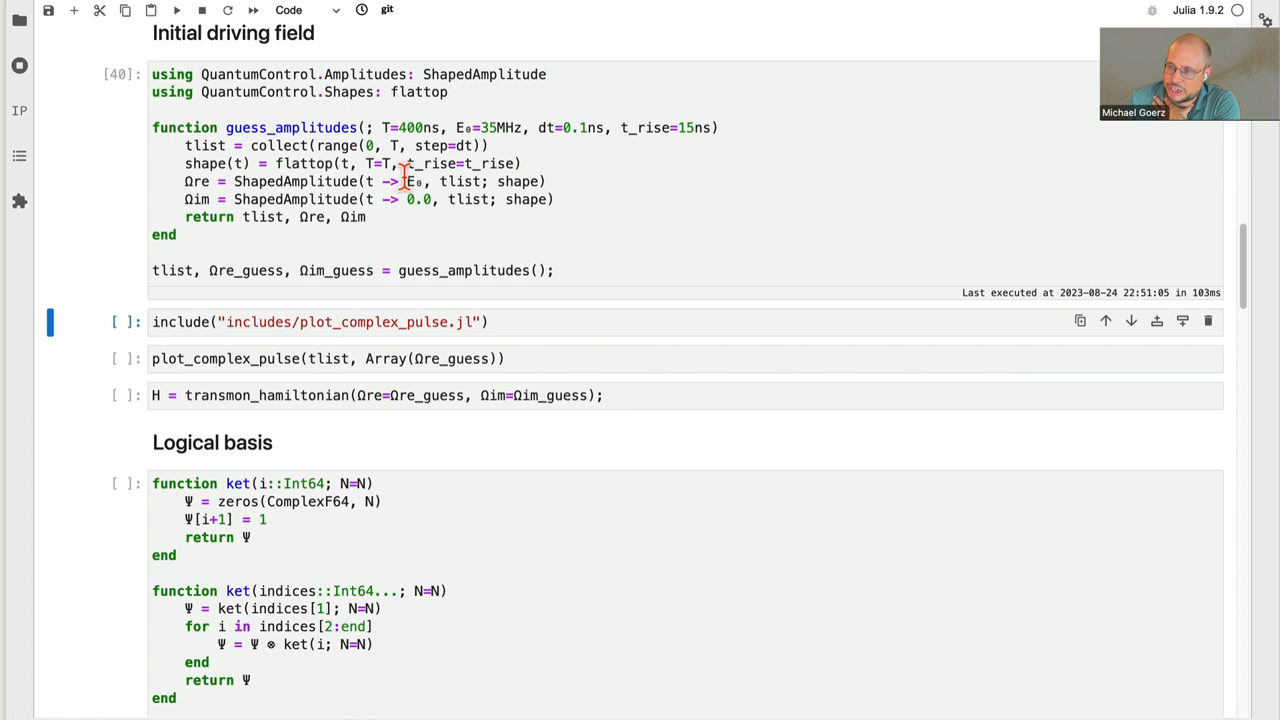 Code
git
Julia 1.9.2
IP
Michael Goerz
Initial driving field
[40]:
using QuantumControl.Amplitudes: ShapedAmplitude
using QuantumControl.Shapes: flattop
function guess_amplitudes(; T=400ns, E₀=35MHz, dt=0.1ns, t_rise=15ns)
tlist = collect(range(0, T, step=dt))
shape(t) = flattop(t, T=T, t_rise=t_rise)
Ωre = ShapedAmplitude(t -> E₀, tlist; shape)
Ωim = ShapedAmplitude(t -> 0.0, tlist; shape)
return tlist, Ωre, Ωim
end
tlist, Ωre_guess, Ωim_guess = guess_amplitudes();
Last executed at 2023-08-24 22:51:05 in 103ms
[ ]: include("includes/plot_complex_pulse.jl")
[ ]: plot_complex_pulse(tlist, Array(Ωre_guess))
[ ]: H = transmon_hamiltonian(Ωre=Ωre_guess, Ωim=Ωim_guess);
Logical basis
[ ]: function ket(i::Int64; N=N)
Ψ = zeros(ComplexF64, N)
Ψ[i+1] = 1
return Ψ
end
function ket(indices::Int64...; N=N)
Ψ = ket(indices[1]; N=N)
for i in indices[2:end]
Ψ = Ψ ⊗ ket(i; N=N)
end
return Ψ
end